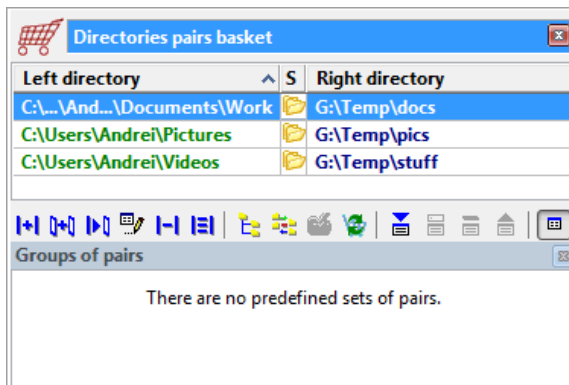 Directories pairs basket
Left directory S Right directory
C:\...\And...\Documents\Work G:\Temp\docs
C:\Users\Andrei\Pictures G:\Temp\pics
C:\Users\Andrei\Videos G:\Temp\stuff
Groups of pairs
There are no predefined sets of pairs.